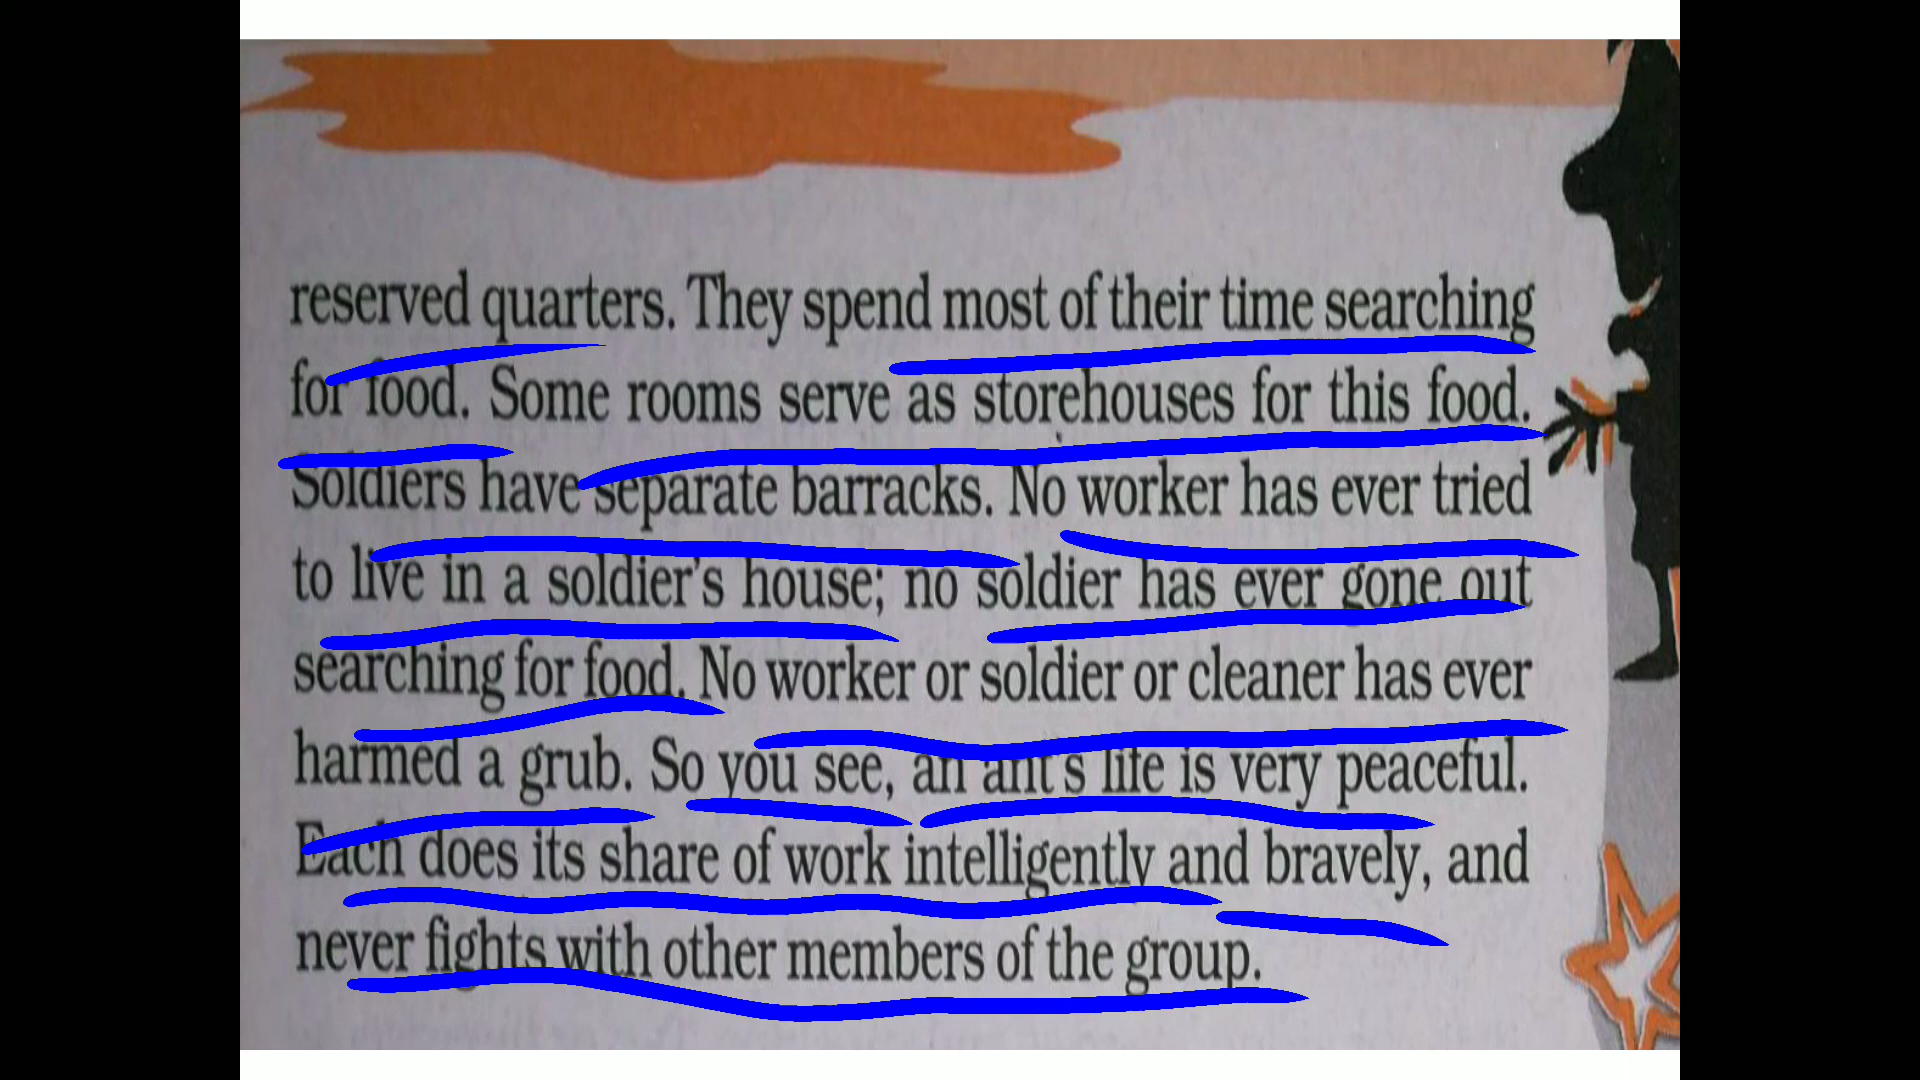 reserved quarters. They spend most of their time searching
for food. Some rooms serve as storehouses for this food.
Soldiers have separate barracks. No worker has ever tried
to live in a soldier's house; no soldier has ever gone out
searching for food. No worker or soldier or cleaner has ever
harmed a grub. So you see, an ant's life is very peaceful.
Each does its share of work intelligently and bravely, and
never fights with other members of the group.